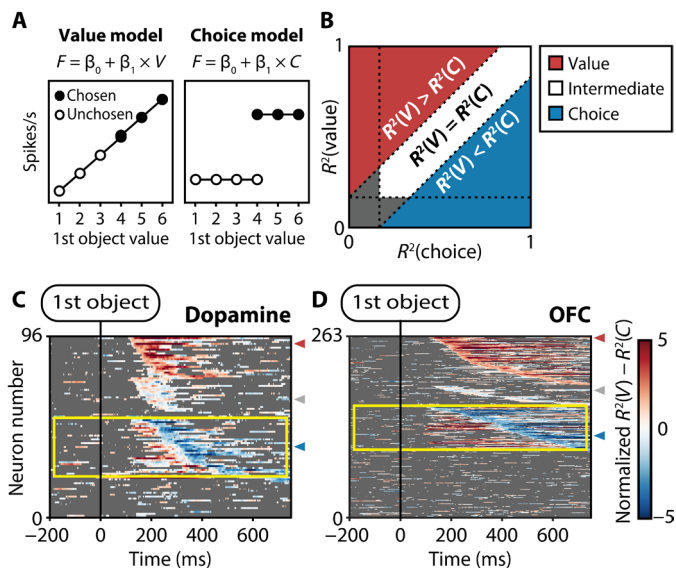 A
Value model
F = β₀ + β₁ × V
Choice model
F = β₀ + β₁ × C
Chosen
Unchosen
Spikes/s
1 2 3 4 5 6
1st object value
1 2 3 4 5 6
1st object value
B
1
R²(value)
0
0
1
R²(choice)
R²(V) > R²(C)
R²(V) = R²(C)
R²(V) < R²(C)
Value
Intermediate
Choice
C
1st object
Dopamine
96
Neuron number
0
−200 0 200 400 600
Time (ms)
D
1st object
OFC
263
0
−200 0 200 400 600
Time (ms)
Normalized R²(V) − R²(C)
5
0
−5